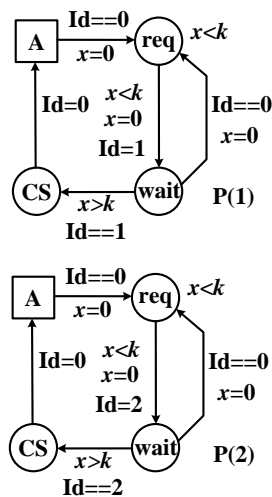 Id==0
A
x=0
req
x<k
Id=0
x<k
x=0
Id=1
Id==0
x=0
CS
x>k
wait
P(1)
Id==1
Id==0
A
x=0
req
x<k
Id=0
x<k
x=0
Id=2
Id==0
x=0
CS
x>k
wait
P(2)
Id==2